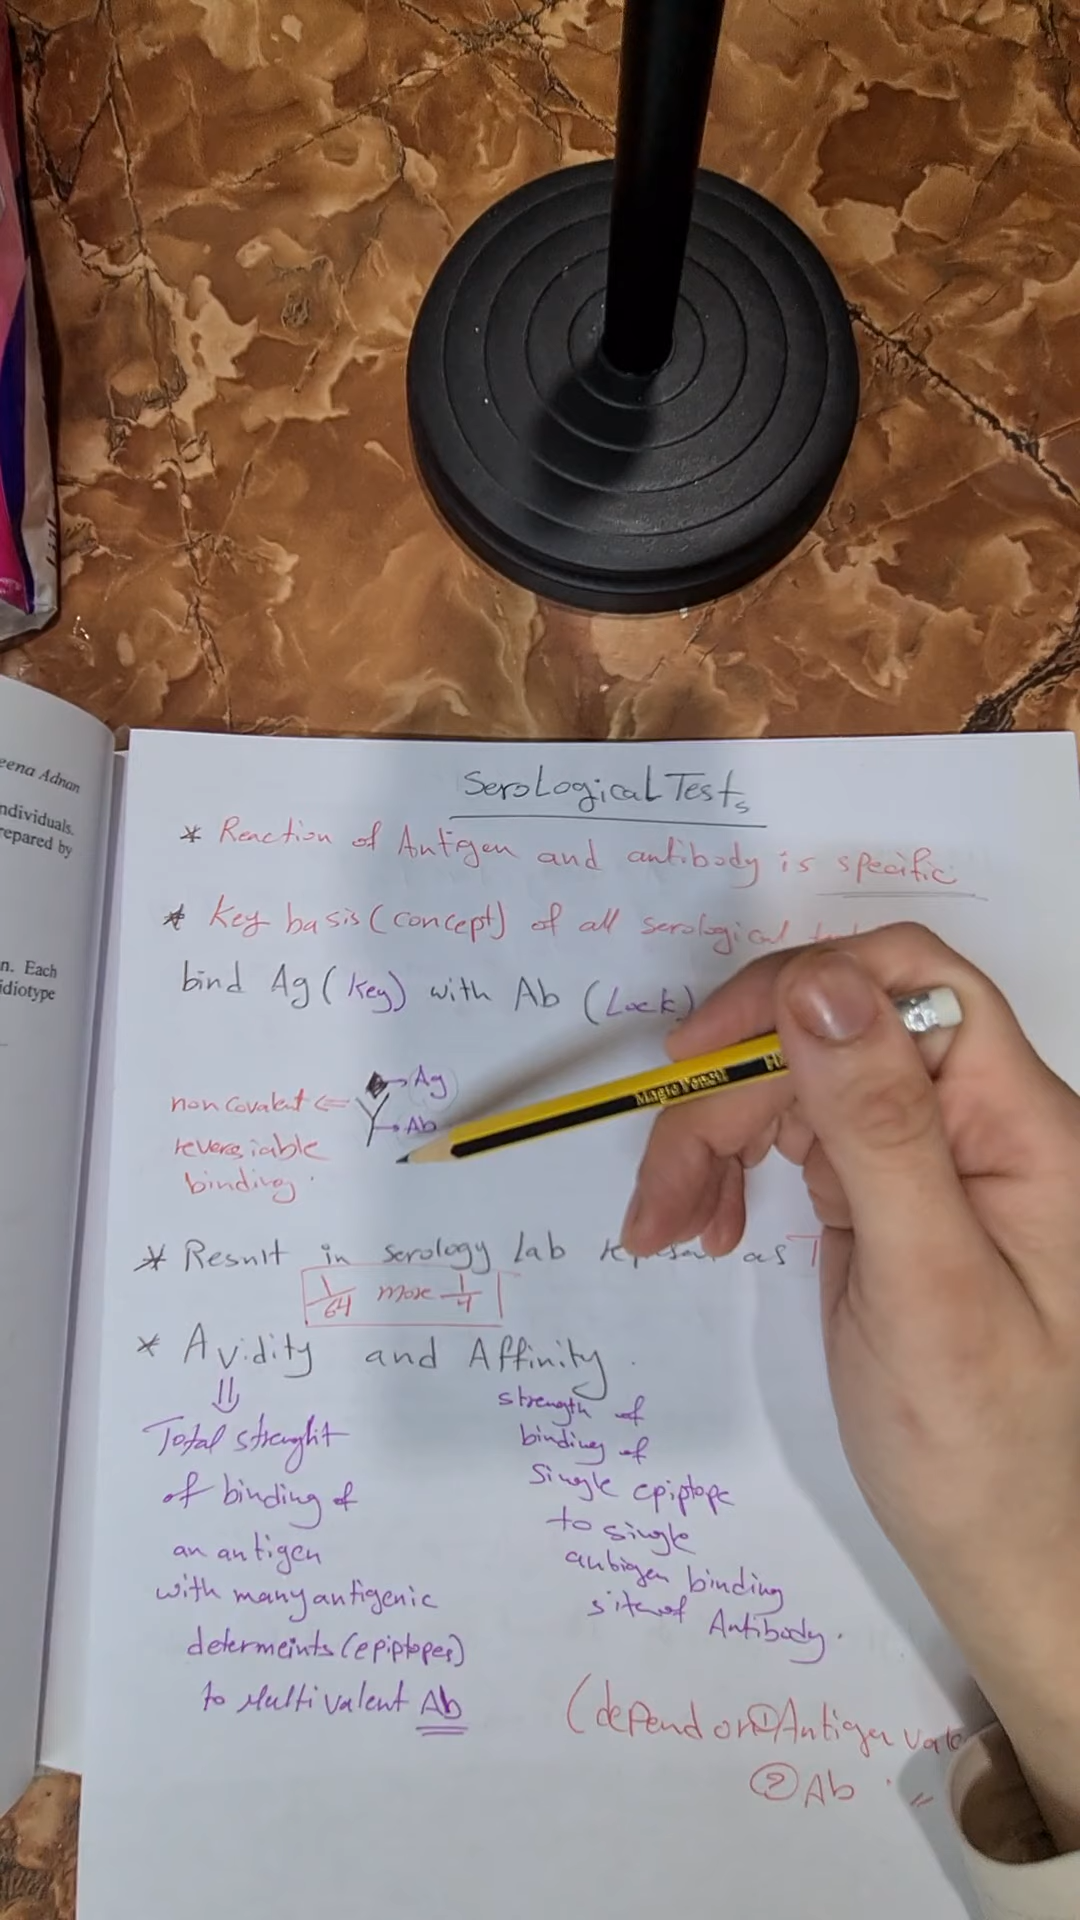 eena Adnan
ndividuals.
repared by
n. Each
idiotype
Serological Tests
* Reaction of Antigen and antibody is specific
* Key basis (concept) of all serological
bind Ag (Key) with Ab (Lock)
Ag
non covalent
Ab
reversiable
binding.
* Result in serology Lab represent as T
1/64 more 1/4
* Avidity and Affinity.
Total strenght
of binding of
an antigen
with many antigenic
determeints (epiptopes)
to Multivalent Ab
strength of
binding of
single epiptope
to single
antigen binding
site of Antibody.
(depend on ① Antigen vale
② Ab "
Magic Pencil H